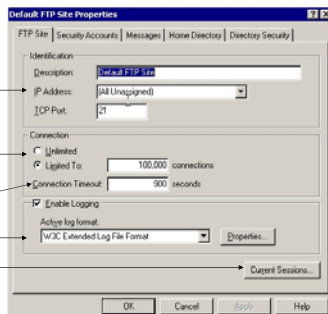 Default FTP Site Properties
FTP Site Security Accounts Messages Home Directory Directory Security
Identification
Description: Default FTP Site
IP Address: (All Unassigned)
TCP Port: 21
Connection
Unlimited
Limited To: 100,000 connections
Connection Timeout: 900 seconds
Enable Logging
Active log format:
W3C Extended Log File Format Properties...
Current Sessions...
OK Cancel Apply Help